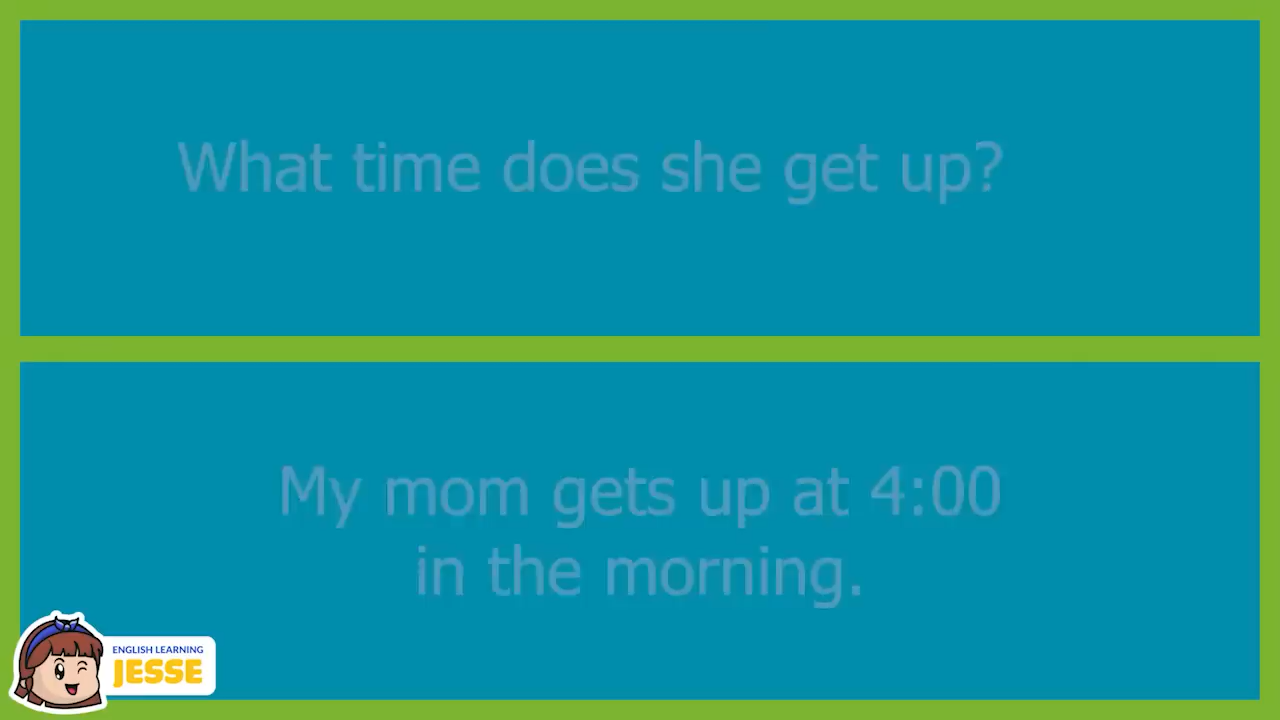 What time does she get up?
My mom gets up at 4:00
in the morning.
ENGLISH LEARNING
JESSE